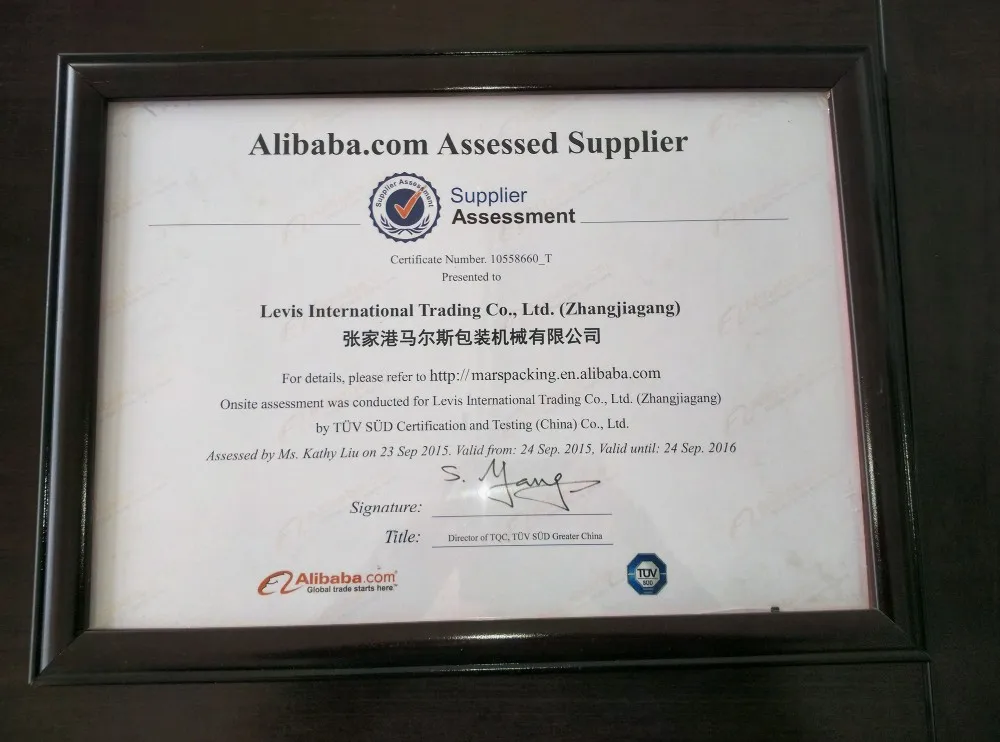 Alibaba.com Assessed Supplier
Supplier Assessment
Supplier
Assessment
Certificate Number. 10558660_T
Presented to
Levis International Trading Co., Ltd. (Zhangjiagang)
张家港马尔斯包装机械有限公司
For details, please refer to http://marspacking.en.alibaba.com
Onsite assessment was conducted for Levis International Trading Co., Ltd. (Zhangjiagang)
by TÜV SÜD Certification and Testing (China) Co., Ltd.
Assessed by Ms. Kathy Liu on 23 Sep 2015. Valid from: 24 Sep. 2015, Valid until: 24 Sep. 2016
S. Yang
Signature:
Title: Director of TQC, TÜV SÜD Greater China
Alibaba.com®
Global trade starts here™
TÜV
SÜD